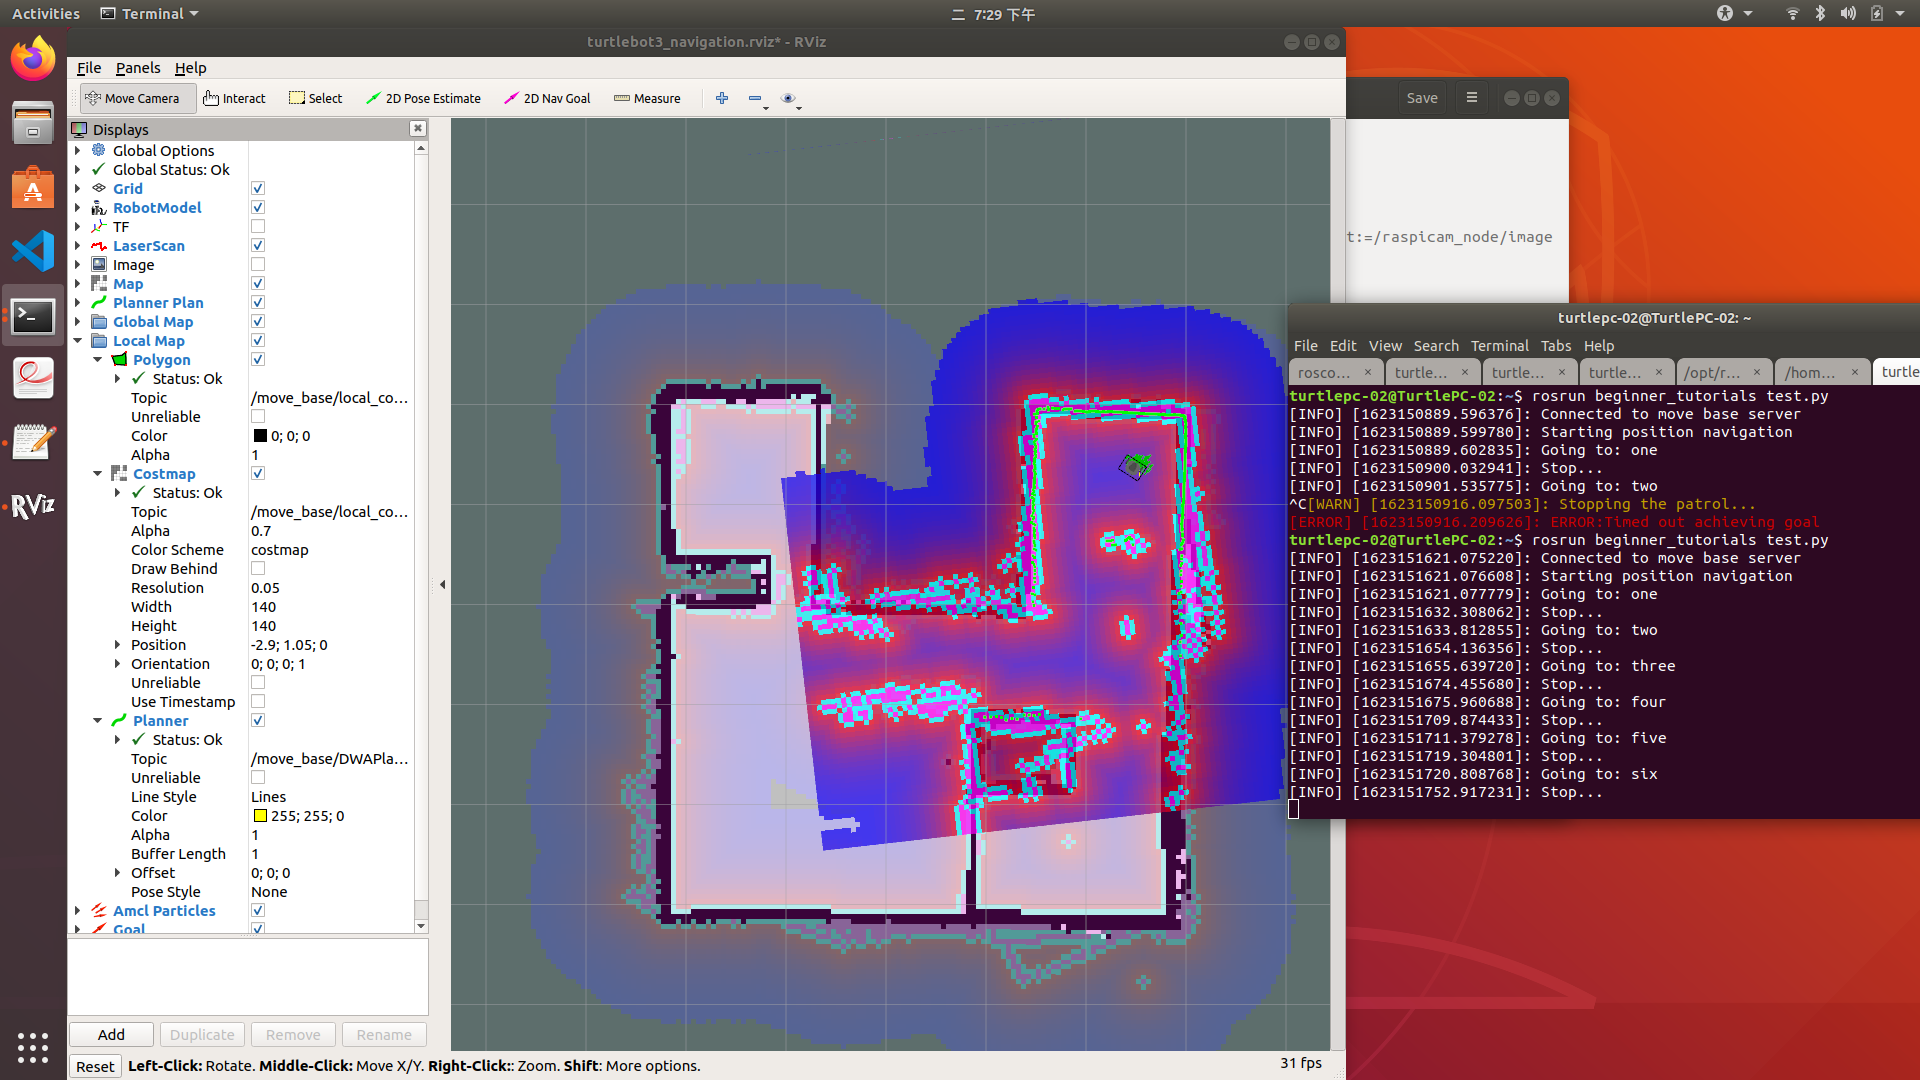 Activities
Terminal
二 7:29 下午
turtlebot3_navigation.rviz* - RViz
File Panels Help
Move Camera Interact Select 2D Pose Estimate 2D Nav Goal Measure
Displays
Global Options
Global Status: Ok
Grid
RobotModel
TF
LaserScan
Image
Map
Planner Plan
Global Map
Local Map
Polygon
Status: Ok
Topic /move_base/local_co...
Unreliable
Color 0; 0; 0
Alpha 1
Costmap
Status: Ok
Topic /move_base/local_co...
Alpha 0.7
Color Scheme costmap
Draw Behind
Resolution 0.05
Width 140
Height 140
Position -2.9; 1.05; 0
Orientation 0; 0; 0; 1
Unreliable
Use Timestamp
Planner
Status: Ok
Topic /move_base/DWAPla...
Unreliable
Line Style Lines
Color 255; 255; 0
Alpha 1
Buffer Length 1
Offset 0; 0; 0
Pose Style None
Amcl Particles
Goal
Add Duplicate Remove Rename
Reset Left-Click: Rotate. Middle-Click: Move X/Y. Right-Click:: Zoom. Shift: More options.
31 fps
RViz
Save
t:=/raspicam_node/image
turtlepc-02@TurtlePC-02: ~
File Edit View Search Terminal Tabs Help
rosco... × turtle... × turtle... × turtle... × /opt/r... × /hom... × turtle
turtlepc-02@TurtlePC-02:~$ rosrun beginner_tutorials test.py
[INFO] [1623150889.596376]: Connected to move base server
[INFO] [1623150889.599780]: Starting position navigation
[INFO] [1623150889.602835]: Going to: one
[INFO] [1623150900.032941]: Stop...
[INFO] [1623150901.535775]: Going to: two
^C[WARN] [1623150916.097503]: Stopping the patrol...
[ERROR] [1623150916.209626]: ERROR:Timed out achieving goal
turtlepc-02@TurtlePC-02:~$ rosrun beginner_tutorials test.py
[INFO] [1623151621.075220]: Connected to move base server
[INFO] [1623151621.076608]: Starting position navigation
[INFO] [1623151621.077779]: Going to: one
[INFO] [1623151632.308062]: Stop...
[INFO] [1623151633.812855]: Going to: two
[INFO] [1623151654.136356]: Stop...
[INFO] [1623151655.639720]: Going to: three
[INFO] [1623151674.455680]: Stop...
[INFO] [1623151675.960688]: Going to: four
[INFO] [1623151709.874433]: Stop...
[INFO] [1623151711.379278]: Going to: five
[INFO] [1623151719.304801]: Stop...
[INFO] [1623151720.808768]: Going to: six
[INFO] [1623151752.917231]: Stop...